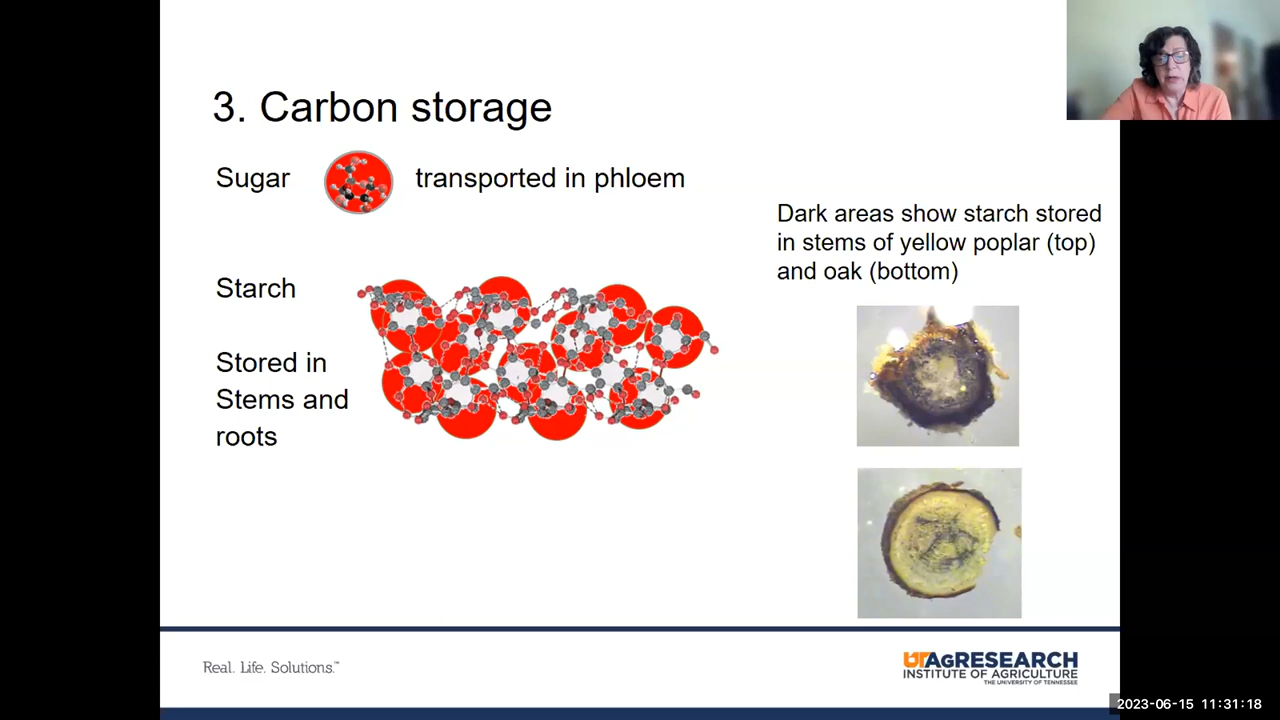 3. Carbon storage
Sugar transported in phloem
Dark areas show starch stored
in stems of yellow poplar (top)
and oak (bottom)
Starch
Stored in
Stems and
roots
Real. Life. Solutions.™
UTAGRESEARCH
INSTITUTE OF AGRICULTURE
THE UNIVERSITY OF TENNESSEE
2023-06-15 11:31:18